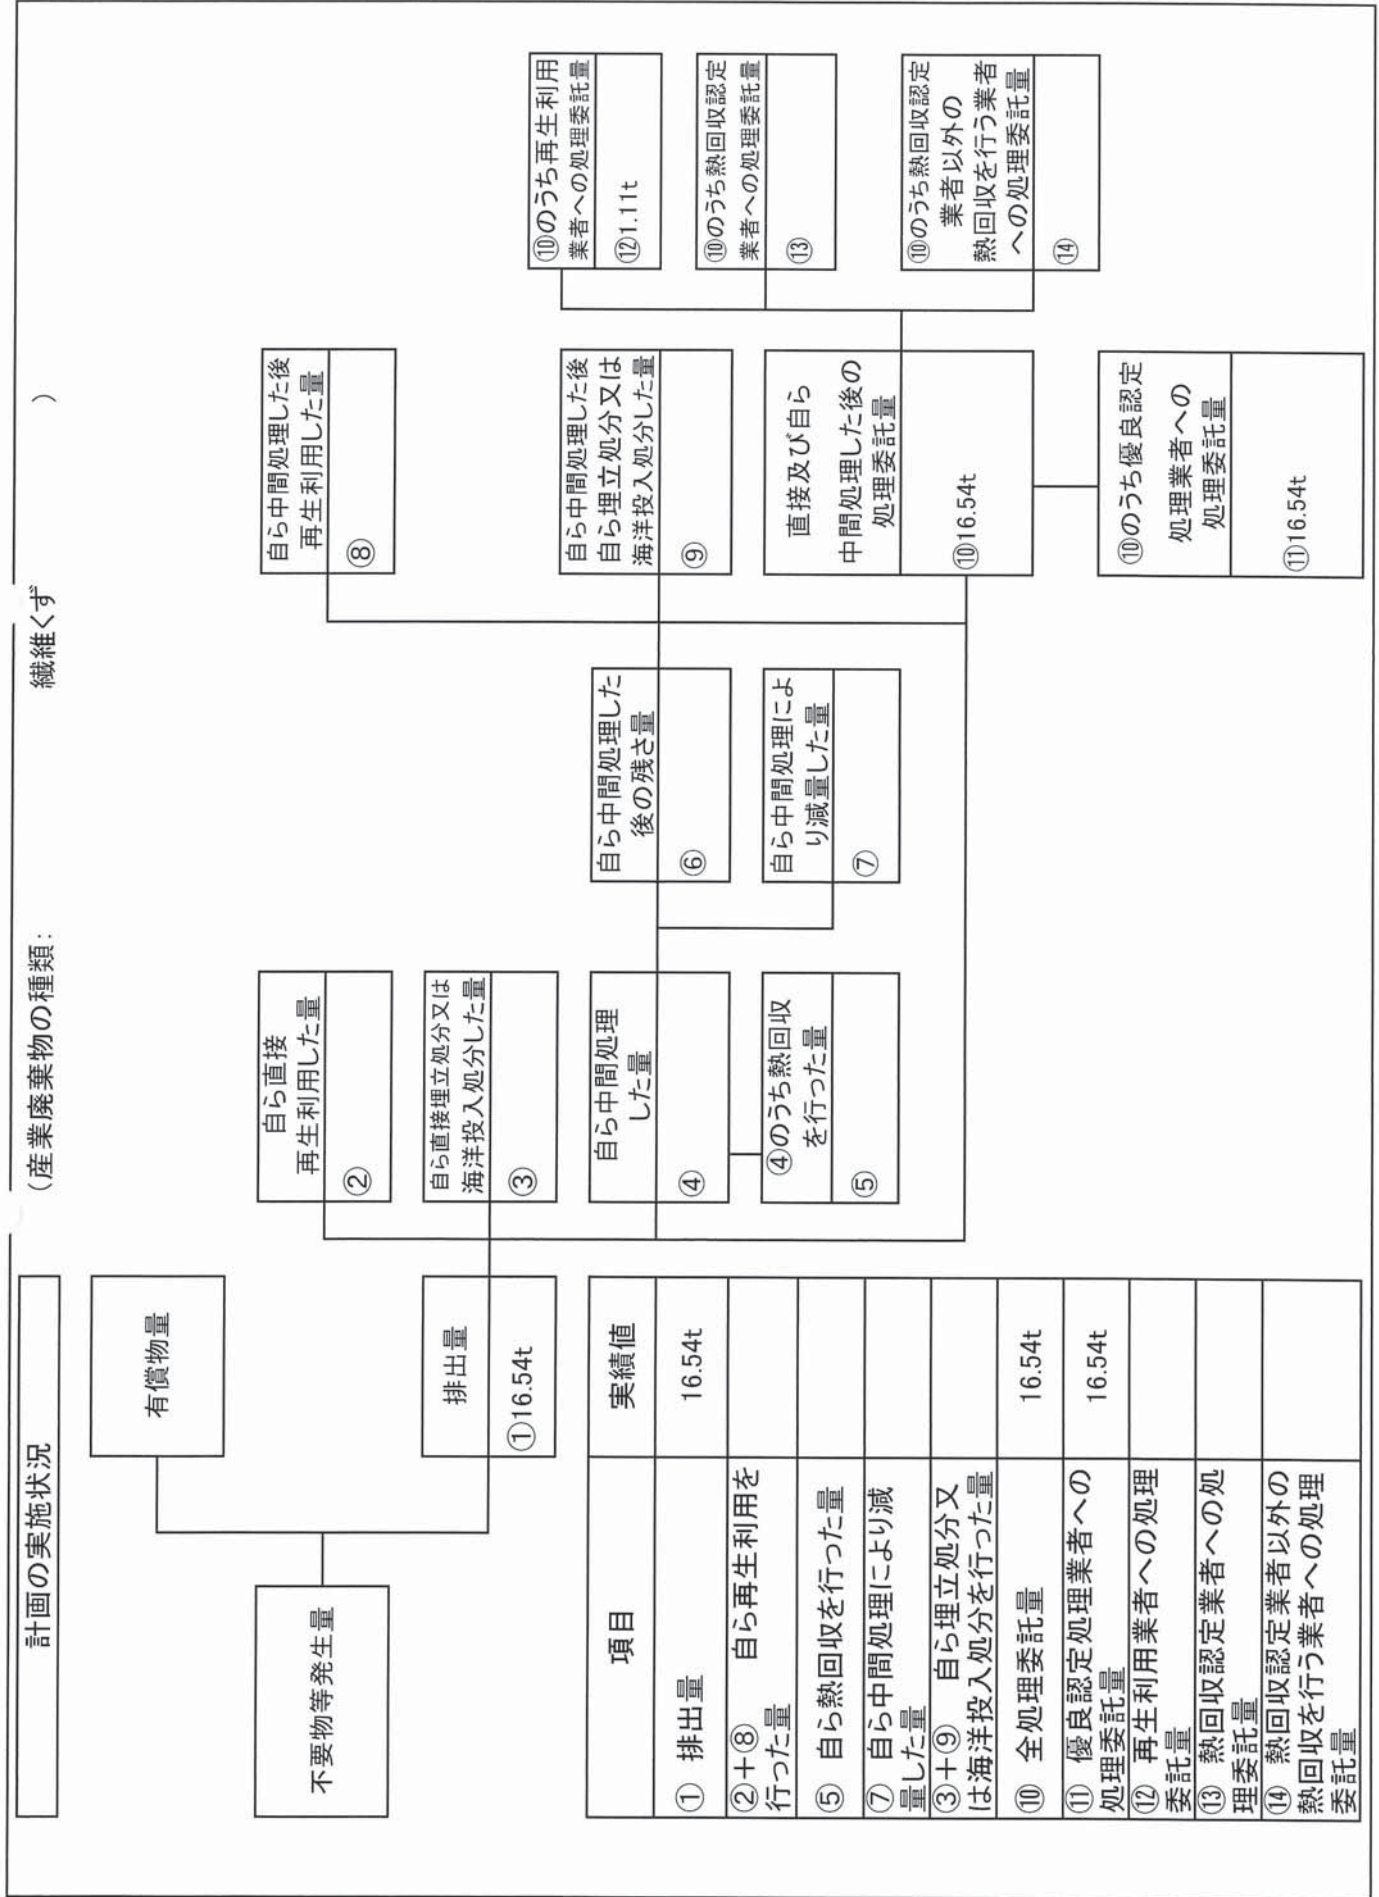 計画の実施状況
（産業廃棄物の種類：
繊維くず
）
不要物等発生量
有償物量
排出量
①16.54t
自ら直接
再生利用した量
②
自ら直接埋立処分又は
海洋投入処分した量
③
自ら中間処理
した量
④
④のうち熱回収
を行った量
⑤
自ら中間処理した
後の残さ量
⑥
自ら中間処理によ
り減量した量
⑦
自ら中間処理した後
再生利用した量
⑧
自ら中間処理した後
自ら埋立処分又は
海洋投入処分した量
⑨
直接及び自ら
中間処理した後の
処理委託量
⑩16.54t
⑩のうち優良認定
処理業者への
処理委託量
⑪16.54t
⑩のうち再生利用
業者への処理委託量
⑫1.11t
⑩のうち熱回収認定
業者への処理委託量
⑬
⑩のうち熱回収認定
業者以外の
熱回収を行う業者
への処理委託量
⑭
項目 実績値
① 排出量 16.54t
②＋⑧ 自ら再生利用を
行った量
⑤ 自ら熱回収を行った量
⑦ 自ら中間処理により減
量した量
③＋⑨ 自ら埋立処分又
は海洋投入処分を行った量
⑩ 全処理委託量 16.54t
⑪ 優良認定処理業者への
処理委託量 16.54t
⑫ 再生利用業者への処理
委託量
⑬ 熱回収認定業者への処
理委託量
⑭ 熱回収認定業者以外の
熱回収を行う業者への処理
委託量